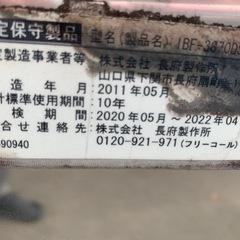 定保守製品 型名(製品名) IBF-3870D
製造事業者等 株式会社 長府製作所
山口県下関市長府扇町
造年月 2011年05月
計標準使用期間 10年
2020年05月 ~ 2022年04
合せ連絡先 株式会社 長府製作所
90940 0120-921-971 (フリーコール)